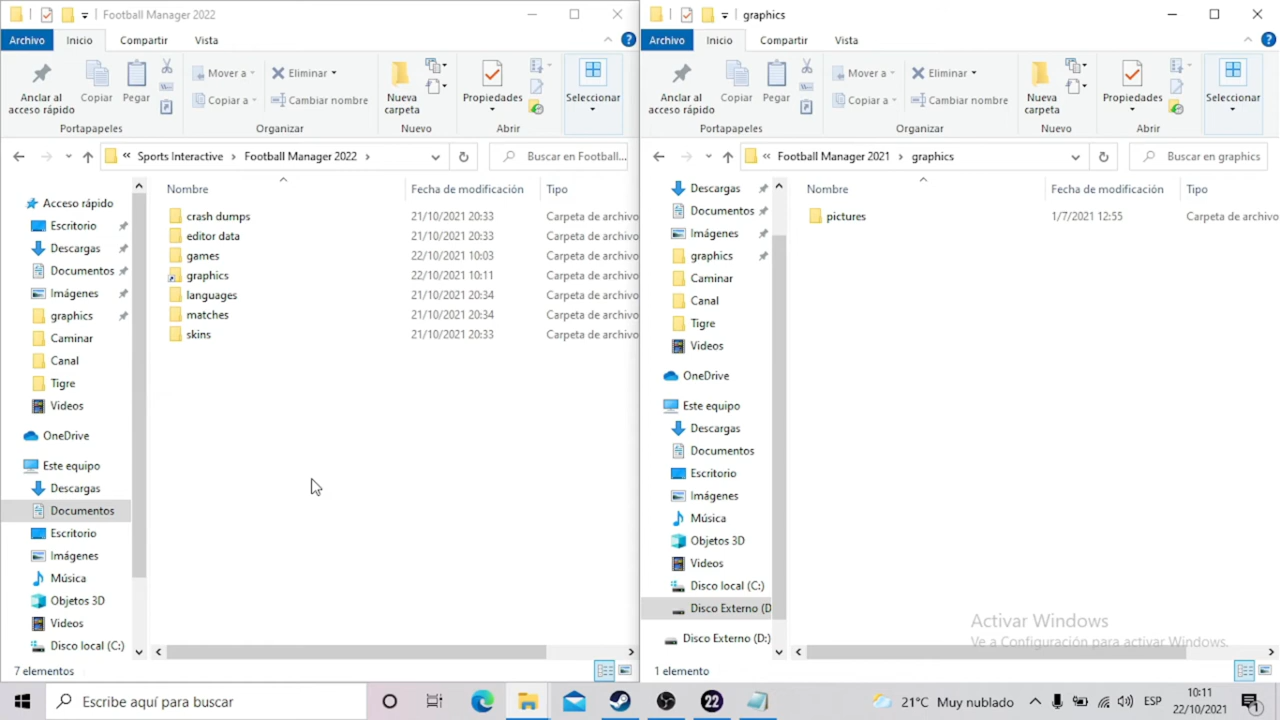 Football Manager 2022
Archivo Inicio Compartir Vista
Anclar al acceso rápido
Copiar
Pegar
Portapapeles
Mover a
Copiar a
Eliminar
Cambiar nombre
Organizar
Nueva carpeta
Nuevo
Propiedades
Abrir
Seleccionar
« Sports Interactive > Football Manager 2022 >
Buscar en Football...
Acceso rápido
Escritorio
Descargas
Documentos
Imágenes
graphics
Caminar
Canal
Tigre
Videos
OneDrive
Este equipo
Descargas
Documentos
Escritorio
Imágenes
Música
Objetos 3D
Videos
Disco local (C:)
Nombre Fecha de modificación Tipo
crash dumps 21/10/2021 20:33 Carpeta de archivo
editor data 21/10/2021 20:33 Carpeta de archivo
games 22/10/2021 10:03 Carpeta de archivo
graphics 22/10/2021 10:11 Carpeta de archivo
languages 21/10/2021 20:34 Carpeta de archivo
matches 21/10/2021 20:34 Carpeta de archivo
skins 21/10/2021 20:33 Carpeta de archivo
7 elementos
graphics
Archivo Inicio Compartir Vista
Anclar al acceso rápido
Copiar
Pegar
Portapapeles
Mover a
Copiar a
Eliminar
Cambiar nombre
Organizar
Nueva carpeta
Nuevo
Propiedades
Abrir
Seleccionar
« Football Manager 2021 > graphics
Buscar en graphics
Descargas
Documentos
Imágenes
graphics
Caminar
Canal
Tigre
Videos
OneDrive
Este equipo
Descargas
Documentos
Escritorio
Imágenes
Música
Objetos 3D
Videos
Disco local (C:)
Disco Externo (D
Disco Externo (D:)
Nombre Fecha de modificación Tipo
pictures 1/7/2021 12:55 Carpeta de archivo
1 elemento
Activar Windows
Ve a Configuración para activar Windows.
Escribe aquí para buscar
22
21°C Muy nublado
ESP
10:11
22/10/2021
1